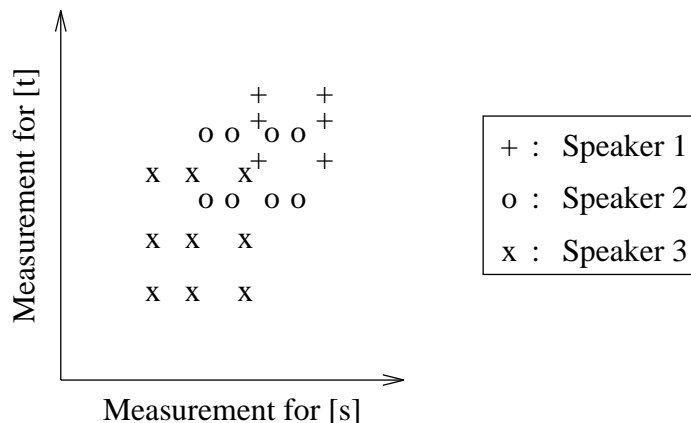 Measurement for [t]
+ : Speaker 1
o : Speaker 2
x : Speaker 3
Measurement for [s]